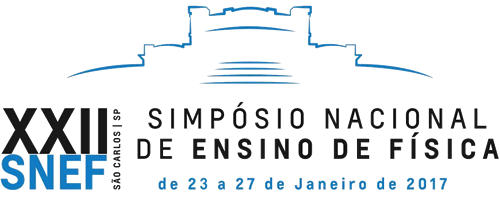 XXII
SNEF
SÃO CARLOS | SP
SIMPÓSIO NACIONAL
DE ENSINO DE FÍSICA
de 23 a 27 de Janeiro de 2017